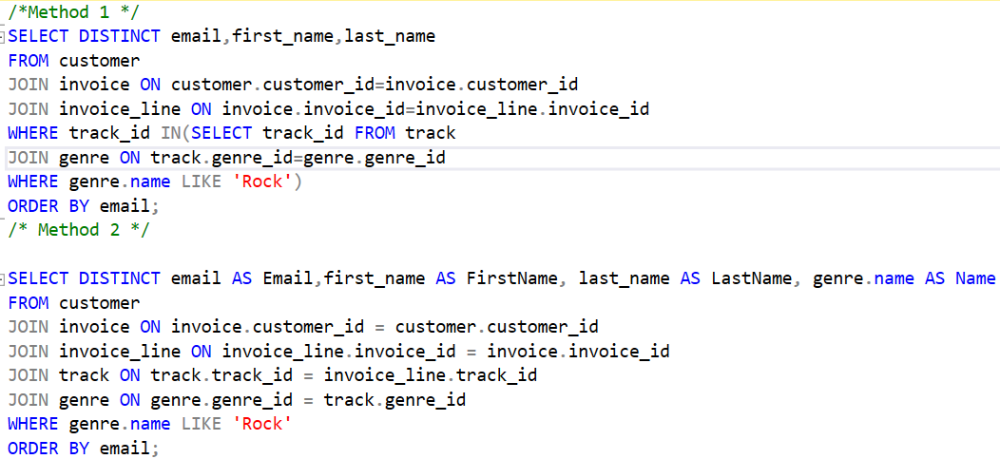 /*Method 1 */
SELECT DISTINCT email,first_name,last_name
FROM customer
JOIN invoice ON customer.customer_id=invoice.customer_id
JOIN invoice_line ON invoice.invoice_id=invoice_line.invoice_id
WHERE track_id IN(SELECT track_id FROM track
JOIN genre ON track.genre_id=genre.genre_id
WHERE genre.name LIKE 'Rock')
ORDER BY email;
/* Method 2 */
SELECT DISTINCT email AS Email,first_name AS FirstName, last_name AS LastName, genre.name AS Name
FROM customer
JOIN invoice ON invoice.customer_id = customer.customer_id
JOIN invoice_line ON invoice_line.invoice_id = invoice.invoice_id
JOIN track ON track.track_id = invoice_line.track_id
JOIN genre ON genre.genre_id = track.genre_id
WHERE genre.name LIKE 'Rock'
ORDER BY email;